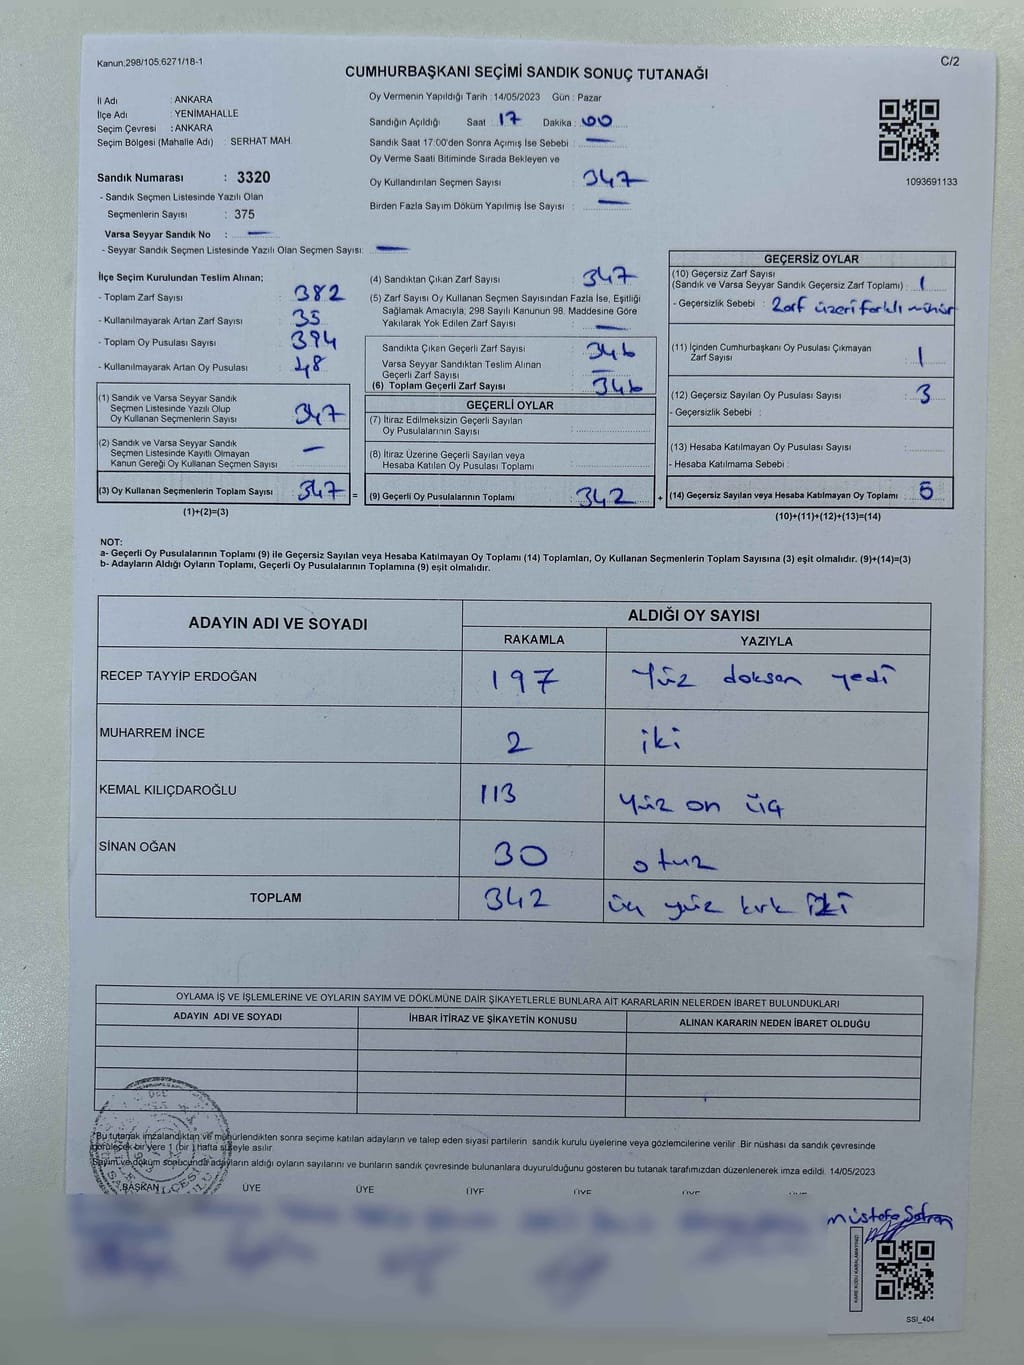 Kanun.298/105.6271/18-1
C/2
CUMHURBAŞKANI SEÇİMİ SANDIK SONUÇ TUTANAĞI
İl Adı : ANKARA
İlçe Adı : YENİMAHALLE
Seçim Çevresi : ANKARA
Seçim Bölgesi (Mahalle Adı) : SERHAT MAH.
Sandık Numarası : 3320
- Sandık Seçmen Listesinde Yazılı Olan
Seçmenlerin Sayısı : 375
Varsa Seyyar Sandık No : —
- Seyyar Sandık Seçmen Listesinde Yazılı Olan Seçmen Sayısı: —
Oy Vermenin Yapıldığı Tarih : 14/05/2023 Gün : Pazar
Sandığın Açıldığı Saat : 17 Dakika : 00
Sandık Saat 17:00'den Sonra Açımış İse Sebebi : —
Oy Verme Saati Bitiminde Sırada Bekleyen ve
Oy Kullandırılan Seçmen Sayısı : 347
Birden Fazla Sayım Döküm Yapılmış İse Sayısı : —
1093691133
İlçe Seçim Kurulundan Teslim Alınan;
- Toplam Zarf Sayısı : 382
- Kullanılmayarak Artan Zarf Sayısı : 35
- Toplam Oy Pusulası Sayısı : 394
- Kullanılmayarak Artan Oy Pusulası : 48
(1) Sandık ve Varsa Seyyar Sandık
Seçmen Listesinde Yazılı Olup
Oy Kullanan Seçmenlerin Sayısı : 347
(2) Sandık ve Varsa Seyyar Sandık
Seçmen Listesinde Kayıtlı Olmayan
Kanun Gereği Oy Kullanan Seçmen Sayısı : —
(3) Oy Kullanan Seçmenlerin Toplam Sayısı : 347 =
(1)+(2)=(3)
(4) Sandıktan Çıkan Zarf Sayısı : 347
(5) Zarf Sayısı Oy Kullanan Seçmen Sayısından Fazla İse, Eşitliği
Sağlamak Amacıyla, 298 Sayılı Kanunun 98. Maddesine Göre
Yakılarak Yok Edilen Zarf Sayısı : —
Sandıkta Çıkan Geçerli Zarf Sayısı : 346
Varsa Seyyar Sandıktan Teslim Alınan
Geçerli Zarf Sayısı : —
(6) Toplam Geçerli Zarf Sayısı : 346
GEÇERLİ OYLAR
(7) İtiraz Edilmeksizin Geçerli Sayılan
Oy Pusulalarının Sayısı :
(8) İtiraz Üzerine Geçerli Sayılan veya
Hesaba Katılan Oy Pusulası Toplamı :
(9) Geçerli Oy Pusulalarının Toplamı : 342 +
GEÇERSİZ OYLAR
(10) Geçersiz Zarf Sayısı
(Sandık ve Varsa Seyyar Sandık Geçersiz Zarf Toplamı) : 1
- Geçersizlik Sebebi : Zarf üzeri farklı mühür
(11) İçinden Cumhurbaşkanı Oy Pusulası Çıkmayan
Zarf Sayısı : 1
(12) Geçersiz Sayılan Oy Pusulası Sayısı : 3
- Geçersizlik Sebebi :
(13) Hesaba Katılmayan Oy Pusulası Sayısı :
- Hesaba Katılmama Sebebi :
(14) Geçersiz Sayılan veya Hesaba Katılmayan Oy Toplamı : 5
(10)+(11)+(12)+(13)=(14)
NOT:
a- Geçerli Oy Pusulalarının Toplamı (9) ile Geçersiz Sayılan veya Hesaba Katılmayan Oy Toplamı (14) Toplamları, Oy Kullanan Seçmenlerin Toplam Sayısına (3) eşit olmalıdır. (9)+(14)=(3)
b- Adayların Aldığı Oyların Toplamı, Geçerli Oy Pusulalarının Toplamına (9) eşit olmalıdır.
ADAYIN ADI VE SOYADI ALDIĞI OY SAYISI
RAKAMLA YAZIYLA
RECEP TAYYİP ERDOĞAN 197 Yüz doksan yedi
MUHARREM İNCE 2 iki
KEMAL KILIÇDAROĞLU 113 Yüz on üç
SİNAN OĞAN 30 otuz
TOPLAM 342 üç yüz kırk iki
OYLAMA İŞ VE İŞLEMLERİNE VE OYLARIN SAYIM VE DÖKÜMÜNE DAİR ŞİKAYETLERLE BUNLARA AİT KARARLARIN NELERDEN İBARET BULUNDUKLARI
ADAYIN ADI VE SOYADI İHBAR İTİRAZ VE ŞİKAYETİN KONUSU ALINAN KARARIN NEDEN İBARET OLDUĞU
*Bu tutanak imzalandıktan ve mühürlendikten sonra seçime katılan adayların ve talep eden siyasi partilerin sandık kurulu üyelerine veya gözlemcilerine verilir. Bir nüshası da sandık çevresinde
görülecek bir yere 1 (bir) hafta süreyle asılır.
Sayım ve döküm sonucunda adayların aldığı oyların sayılarını ve bunların sandık çevresinde bulunanlara duyurulduğunu gösteren bu tutanak tarafımızdan düzenlenerek imza edildi. 14/05/2023
BAŞKAN ÜYE ÜYE ÜYE ÜYE ÜYE ÜYE
Mustafa Safran
KARE KODU KARALAMAYINIZ!
SSI_404